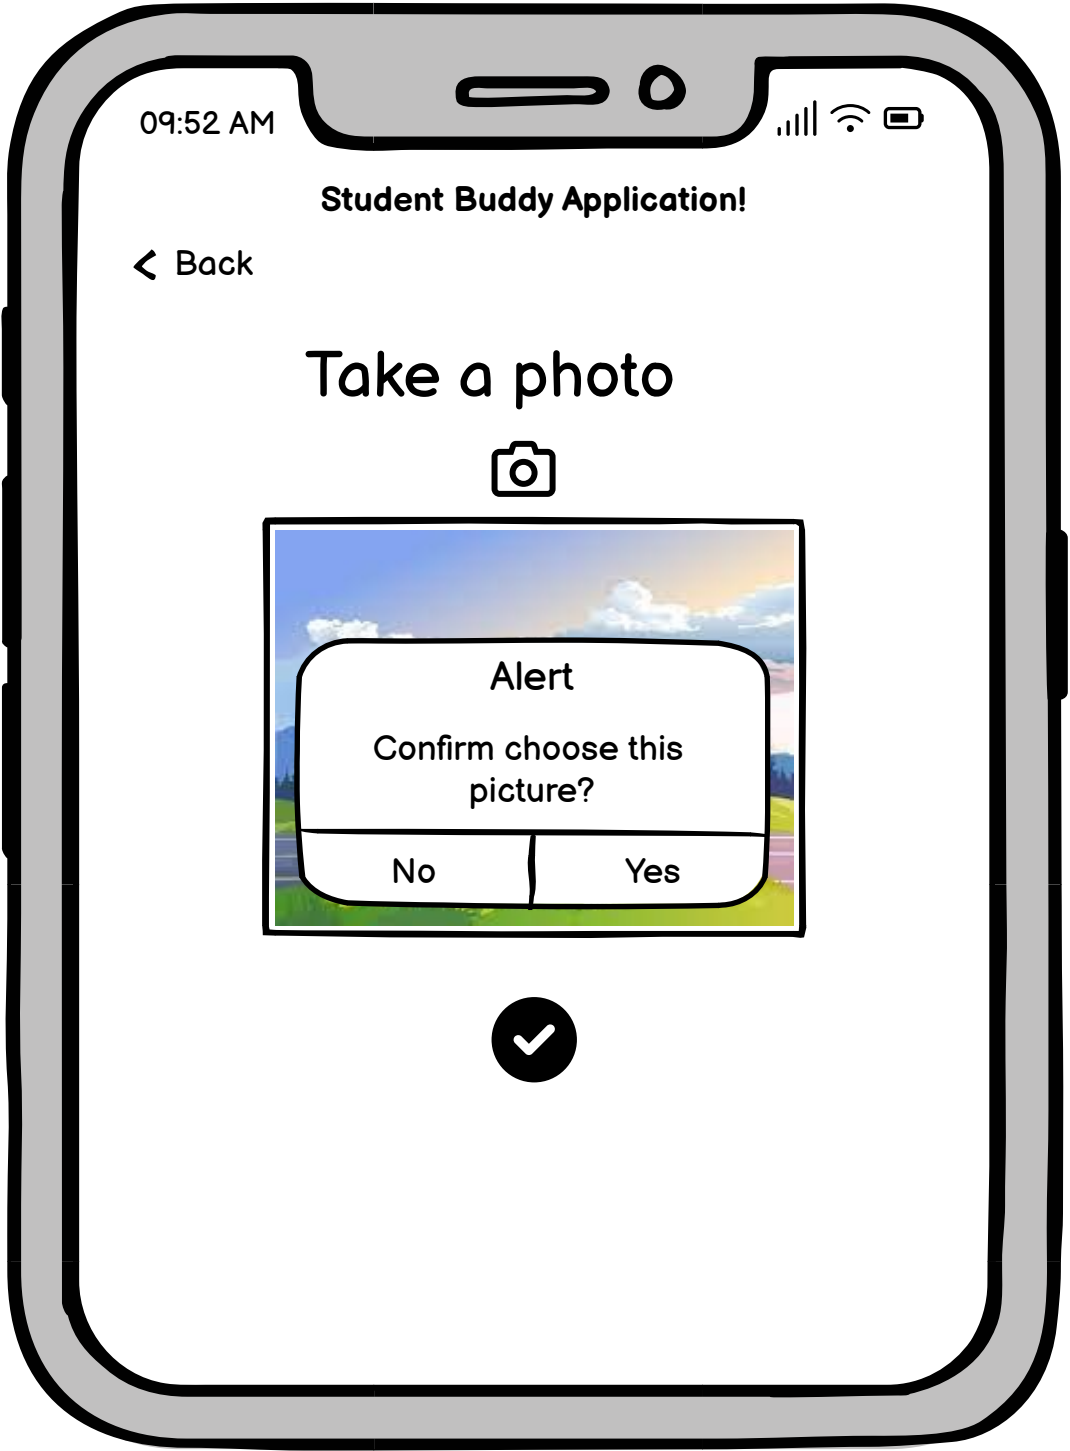 09:52 AM
Student Buddy Application!
Back
Take a photo
Alert
Confirm choose this
picture?
No Yes